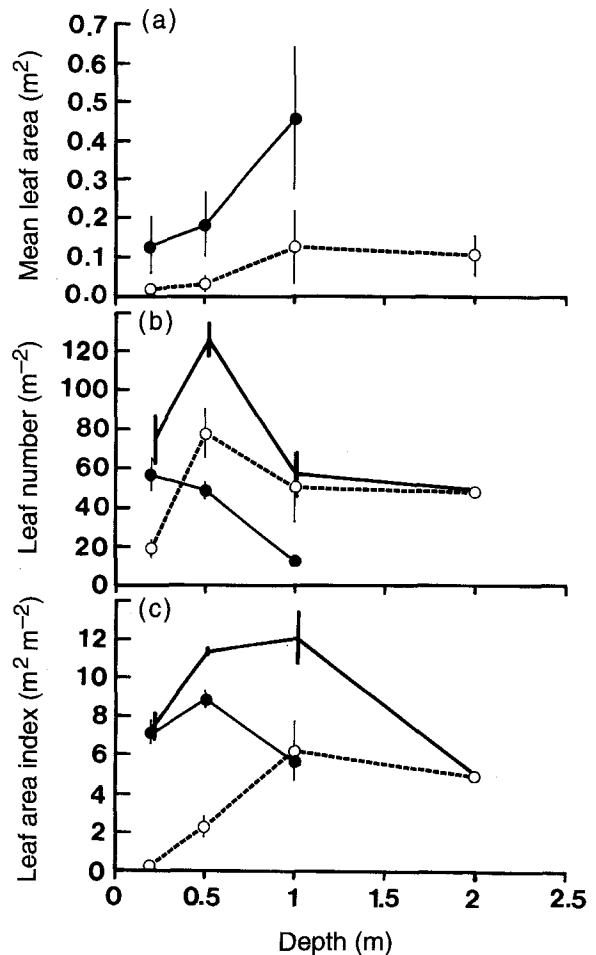 (a)
Mean leaf area (m²)
0.7
0.6
0.5
0.4
0.3
0.2
0.1
0.0
(b)
Leaf number (m⁻²)
120
100
80
60
40
20
0
(c)
Leaf area index (m² m⁻²)
12
10
8
6
4
2
0
0 0.5 1 1.5 2 2.5
Depth (m)